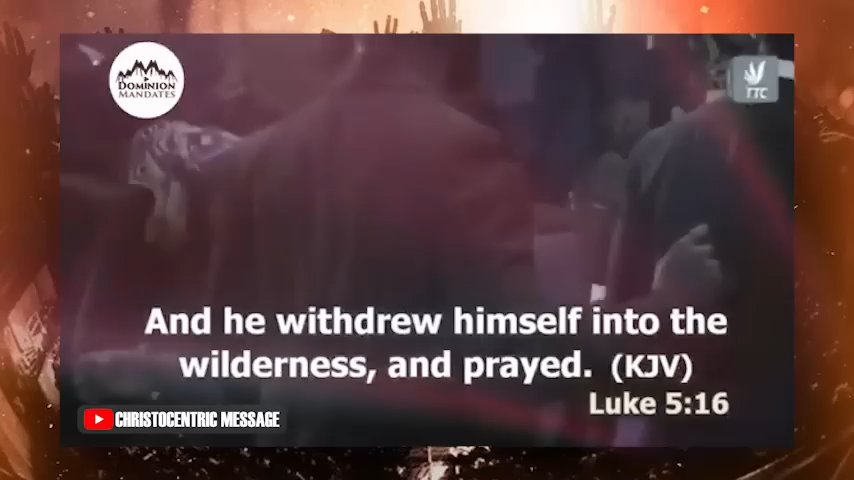 DOMINION
MANDATES
TTC
And he withdrew himself into the
wilderness, and prayed. (KJV)
Luke 5:16
CHRISTOCENTRIC MESSAGE